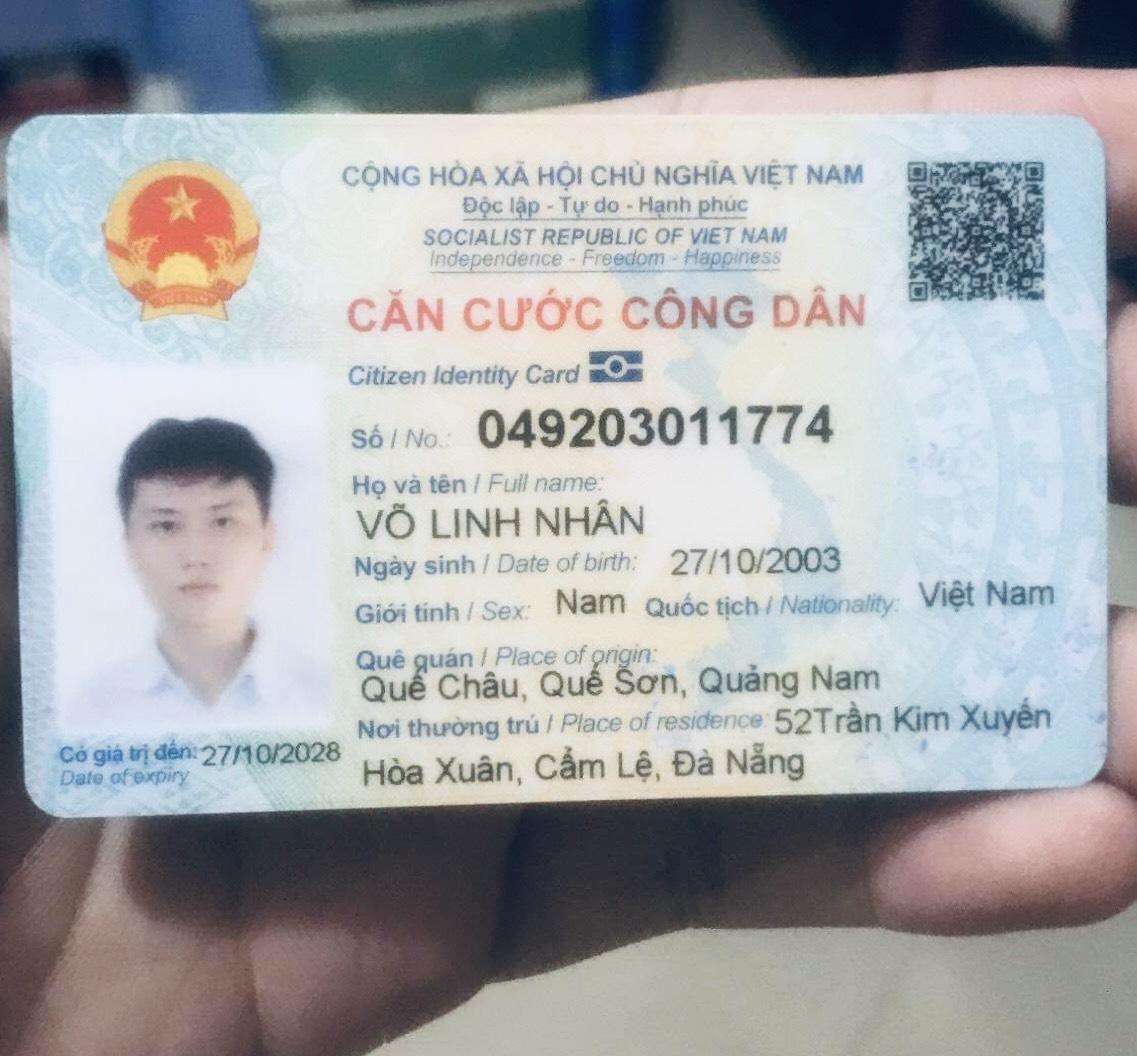 CỘNG HÒA XÃ HỘI CHỦ NGHĨA VIỆT NAM
Độc lập - Tự do - Hạnh phúc
SOCIALIST REPUBLIC OF VIET NAM
Independence - Freedom - Happiness
CĂN CƯỚC CÔNG DÂN
Citizen Identity Card
Số / No.: 049203011774
Họ và tên / Full name:
VÕ LINH NHÂN
Ngày sinh / Date of birth: 27/10/2003
Giới tính / Sex: Nam Quốc tịch / Nationality: Việt Nam
Quê quán / Place of origin:
Quế Châu, Quế Sơn, Quảng Nam
Nơi thường trú / Place of residence: 52Trần Kim Xuyến
Hòa Xuân, Cẩm Lệ, Đà Nẵng
Có giá trị đến: 27/10/2028
Date of expiry